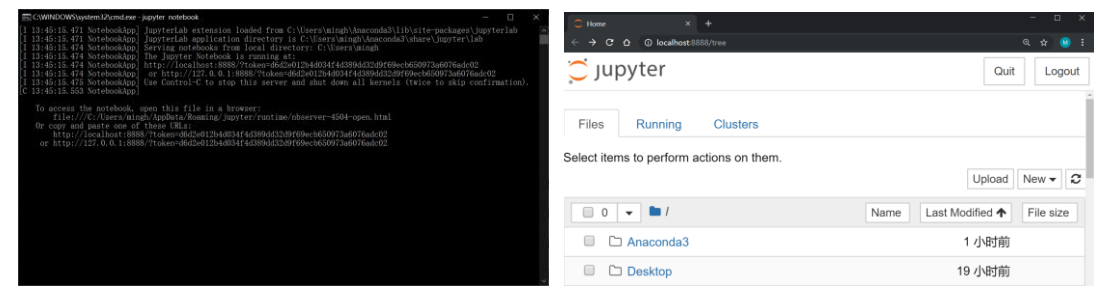 C:\WINDOWS\system32\cmd.exe - jupyter notebook
[I 13:45:15.471 NotebookApp] JupyterLab extension loaded from C:\Users\mingh\Anaconda3\lib\site-packages\jupyterlab
[I 13:45:15.471 NotebookApp] JupyterLab application directory is C:\Users\mingh\Anaconda3\share\jupyter\lab
[I 13:45:15.474 NotebookApp] Serving notebooks from local directory: C:\Users\mingh
[I 13:45:15.474 NotebookApp] The Jupyter Notebook is running at:
[I 13:45:15.474 NotebookApp] http://localhost:8888/?token=d6d2e012b4d034f4d389dd32d9f69ecb650973a6076adc02
[I 13:45:15.474 NotebookApp]  or http://127.0.0.1:8888/?token=d6d2e012b4d034f4d389dd32d9f69ecb650973a6076adc02
[I 13:45:15.475 NotebookApp] Use Control-C to stop this server and shut down all kernels (twice to skip confirmation).
[C 13:45:15.553 NotebookApp]
To access the notebook, open this file in a browser:
file:///C:/Users/mingh/AppData/Roaming/jupyter/runtime/nbserver-4504-open.html
Or copy and paste one of these URLs:
http://localhost:8888/?token=d6d2e012b4d034f4d389dd32d9f69ecb650973a6076adc02
or http://127.0.0.1:8888/?token=d6d2e012b4d034f4d389dd32d9f69ecb650973a6076adc02
Home
localhost:8888/tree
M
jupyter
Quit Logout
Files Running Clusters
Select items to perform actions on them.
Upload New
0 / Name Last Modified File size
Anaconda3 1 小时前
Desktop 19 小时前